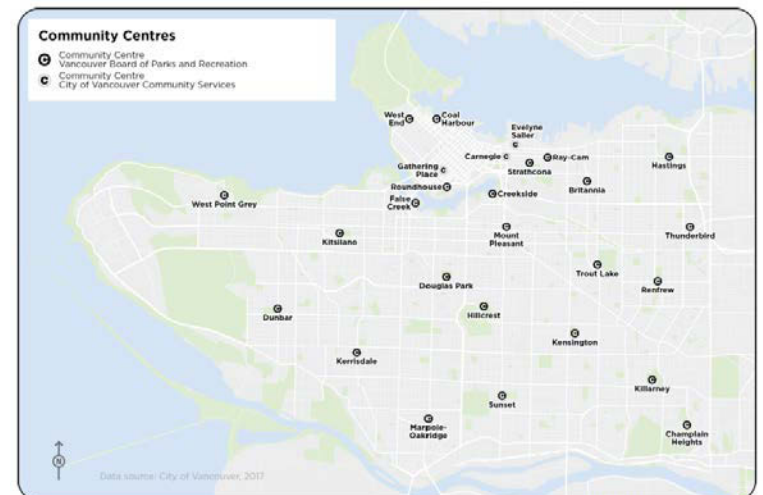 Community Centres
C Community Centre
Vancouver Board of Parks and Recreation
C Community Centre
City of Vancouver Community Services
West
End
Coal
Harbour
Evelyne
Saller
Carnegie
Ray-Cam
Strathcona
Hastings
Gathering
Place
Britannia
Roundhouse
Creekside
West Point Grey
False
Creek
Kitsilano
Mount
Pleasant
Thunderbird
Trout Lake
Douglas Park
Renfrew
Dunbar
Hillcrest
Kensington
Kerrisdale
Killarney
Sunset
Marpole-
Oakridge
Champlain
Heights
N
Data source: City of Vancouver, 2017